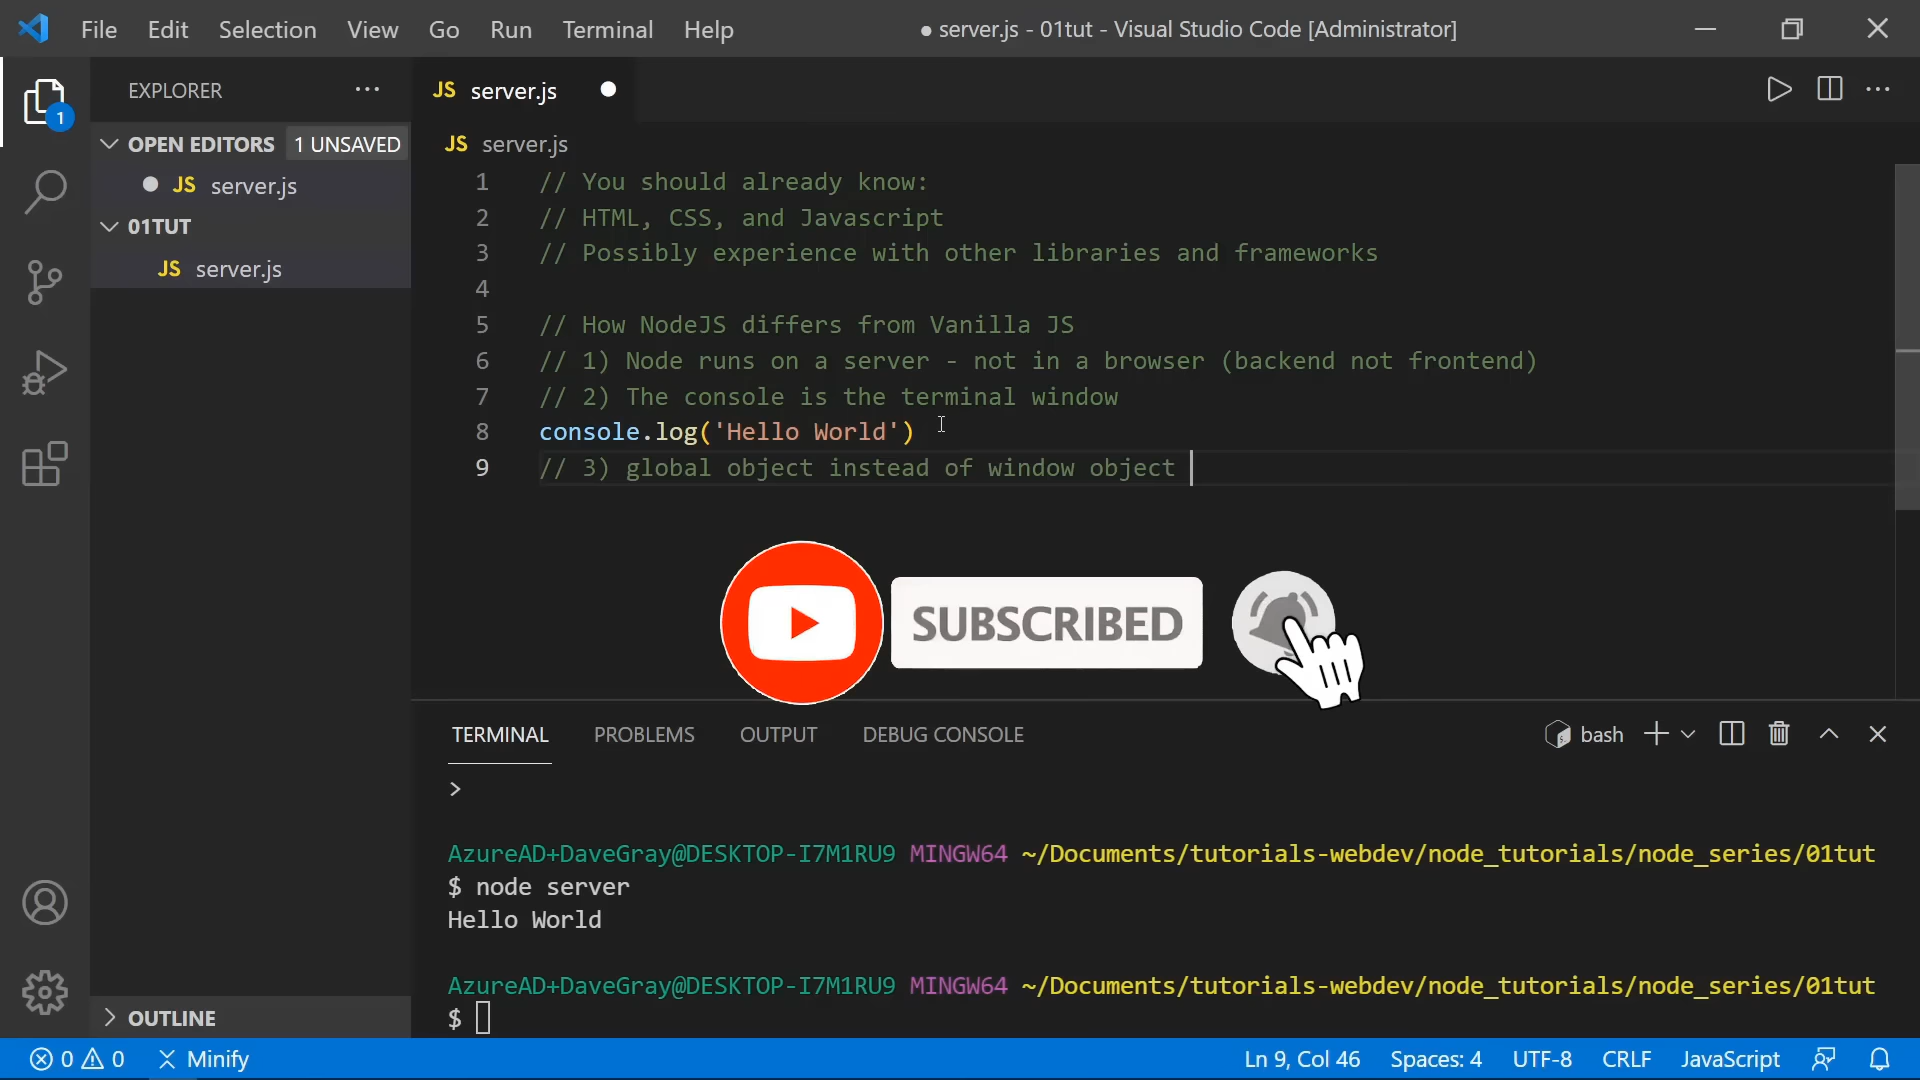 File Edit Selection View Go Run Terminal Help
● server.js - 01tut - Visual Studio Code [Administrator]
1
EXPLORER
OPEN EDITORS 1 UNSAVED
JS server.js
01TUT
JS server.js
OUTLINE
JS server.js
JS server.js
1 // You should already know:
2 // HTML, CSS, and Javascript
3 // Possibly experience with other libraries and frameworks
4
5 // How NodeJS differs from Vanilla JS
6 // 1) Node runs on a server - not in a browser (backend not frontend)
7 // 2) The console is the terminal window
8 console.log('Hello World')
9 // 3) global object instead of window object
SUBSCRIBED
TERMINAL PROBLEMS OUTPUT DEBUG CONSOLE
bash
>
AzureAD+DaveGray@DESKTOP-I7M1RU9 MINGW64 ~/Documents/tutorials-webdev/node_tutorials/node_series/01tut
$ node server
Hello World
AzureAD+DaveGray@DESKTOP-I7M1RU9 MINGW64 ~/Documents/tutorials-webdev/node_tutorials/node_series/01tut
$
0 0 Minify
Ln 9, Col 46 Spaces: 4 UTF-8 CRLF JavaScript